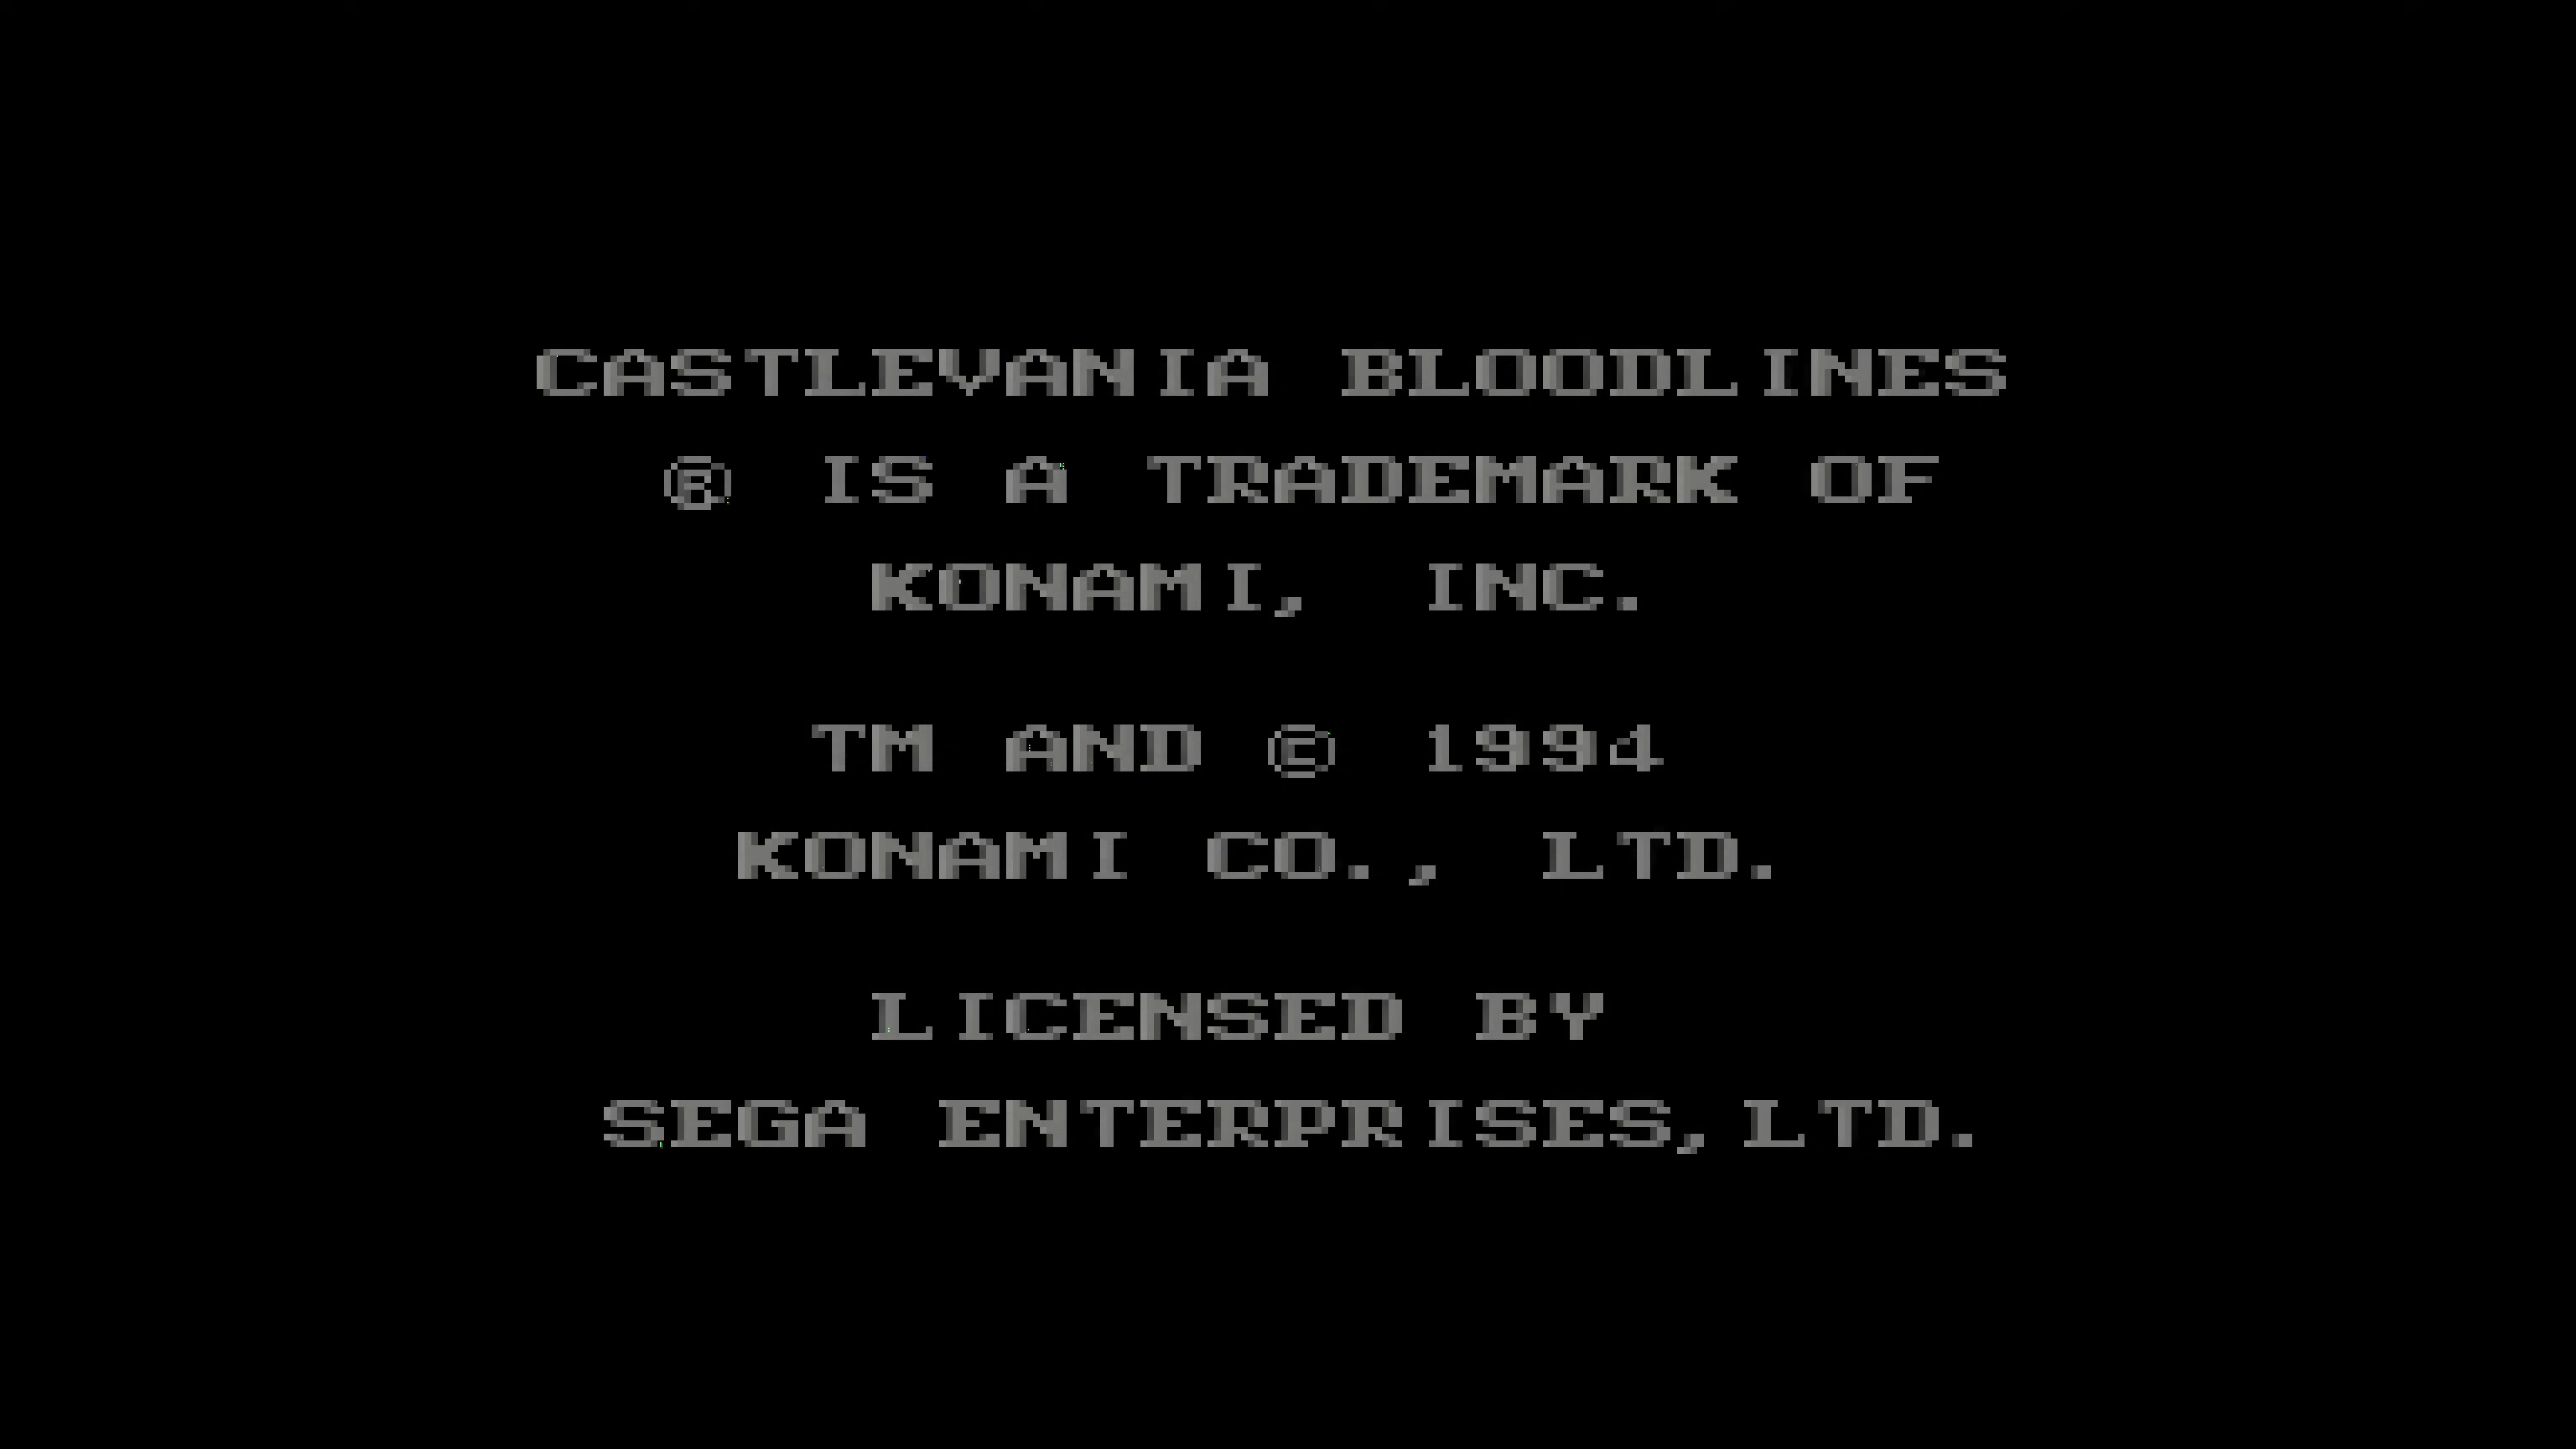 CASTLEVANIA BLOODLINES
® IS A TRADEMARK OF
KONAMI, INC.
TM AND © 1994
KONAMI CO., LTD.
LICENSED BY
SEGA ENTERPRISES,LTD.